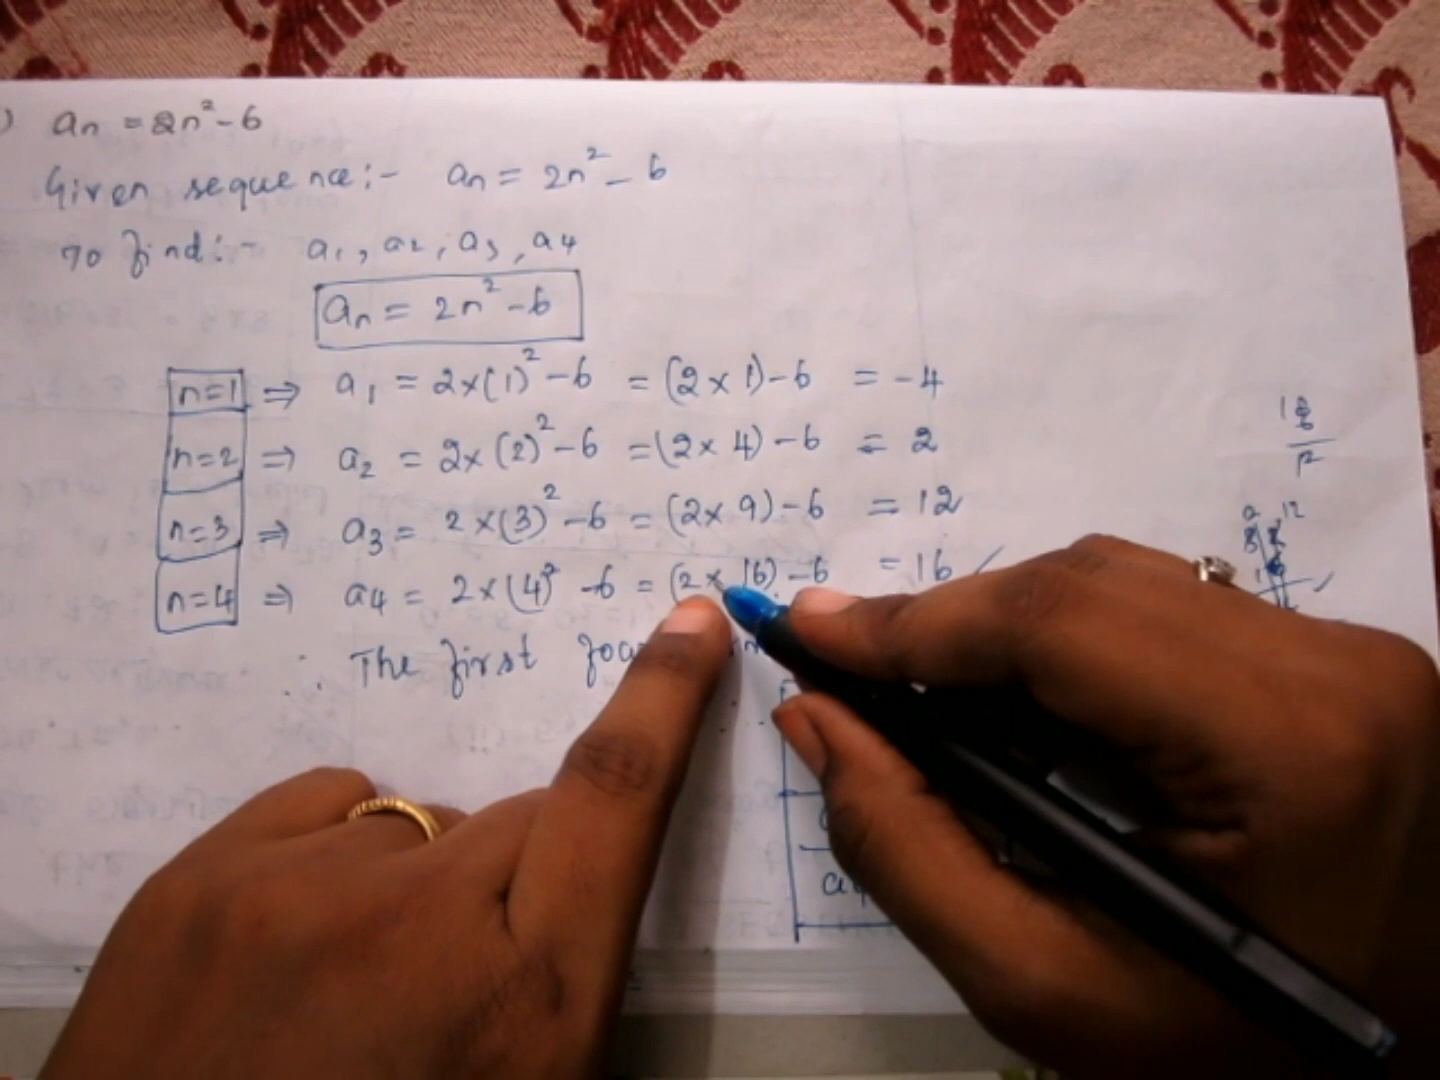 ) an = 2n² - 6
Given sequence:- an = 2n² - 6
To find:- a1, a2, a3, a4
an = 2n² - 6
n=1 ⇒ a1 = 2×(1)² - 6 = (2×1) - 6 = -4
n=2 ⇒ a2 = 2×(2)² - 6 = (2×4) - 6 = 2
n=3 ⇒ a3 = 2×(3)² - 6 = (2×9) - 6 = 12
n=4 ⇒ a4 = 2×(4)² - 6 = (2×16) - 6 = 16
∴ The first
12